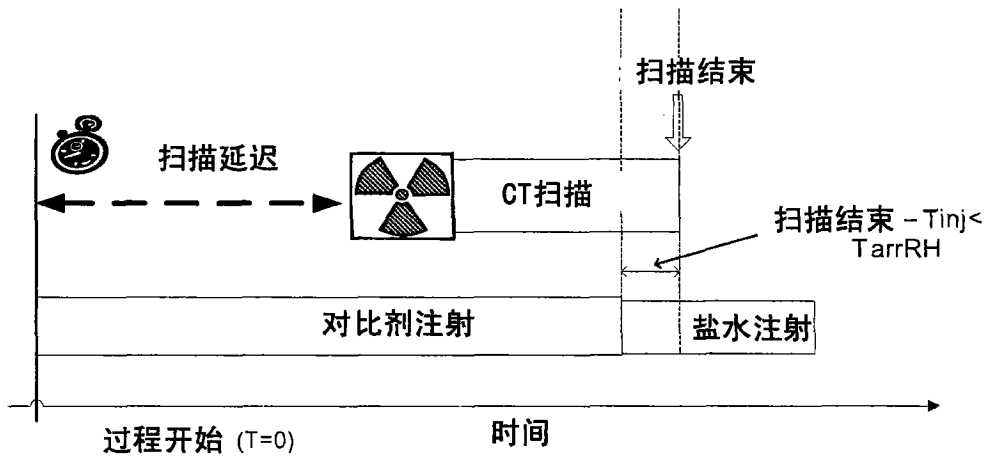 扫描结束
扫描延迟
CT扫描
扫描结束 – Tinj<
TarrRH
对比剂注射
盐水注射
过程开始 (T=0)
时间